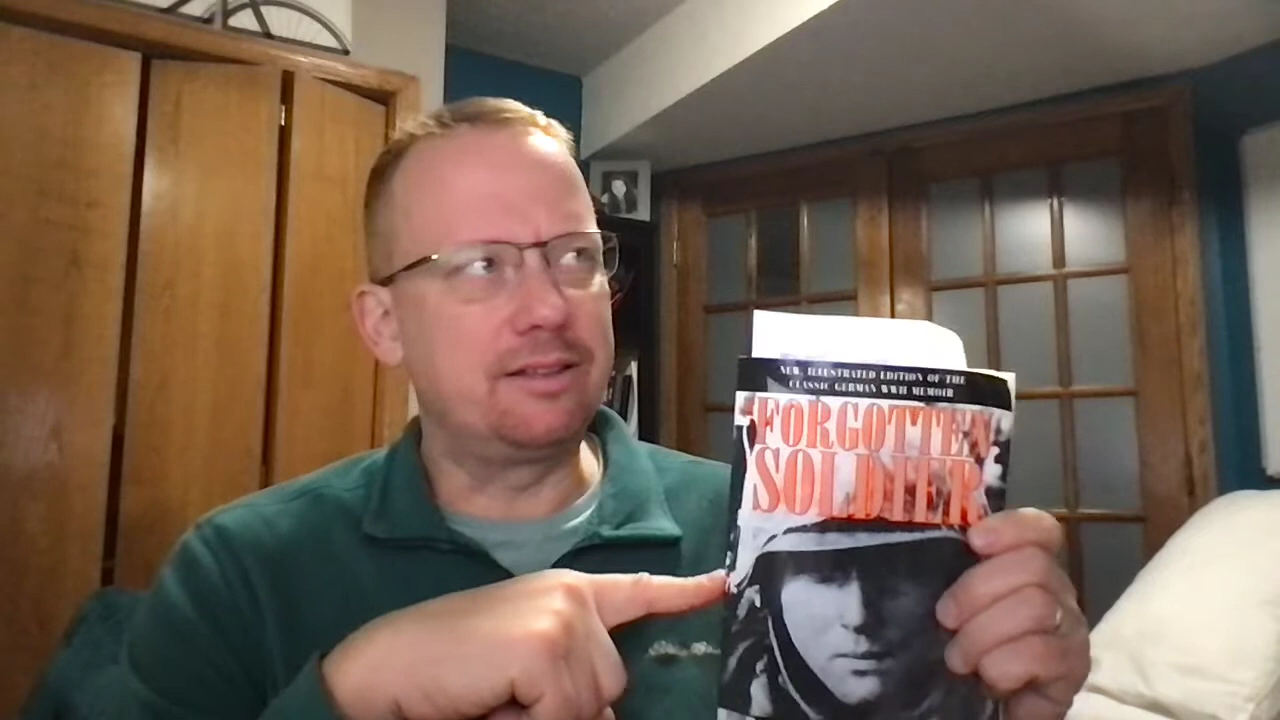 NEW, ILLUSTRATED EDITION OF THE
CLASSIC GERMAN WWII MEMOIR
FORGOTTEN
SOLDIER